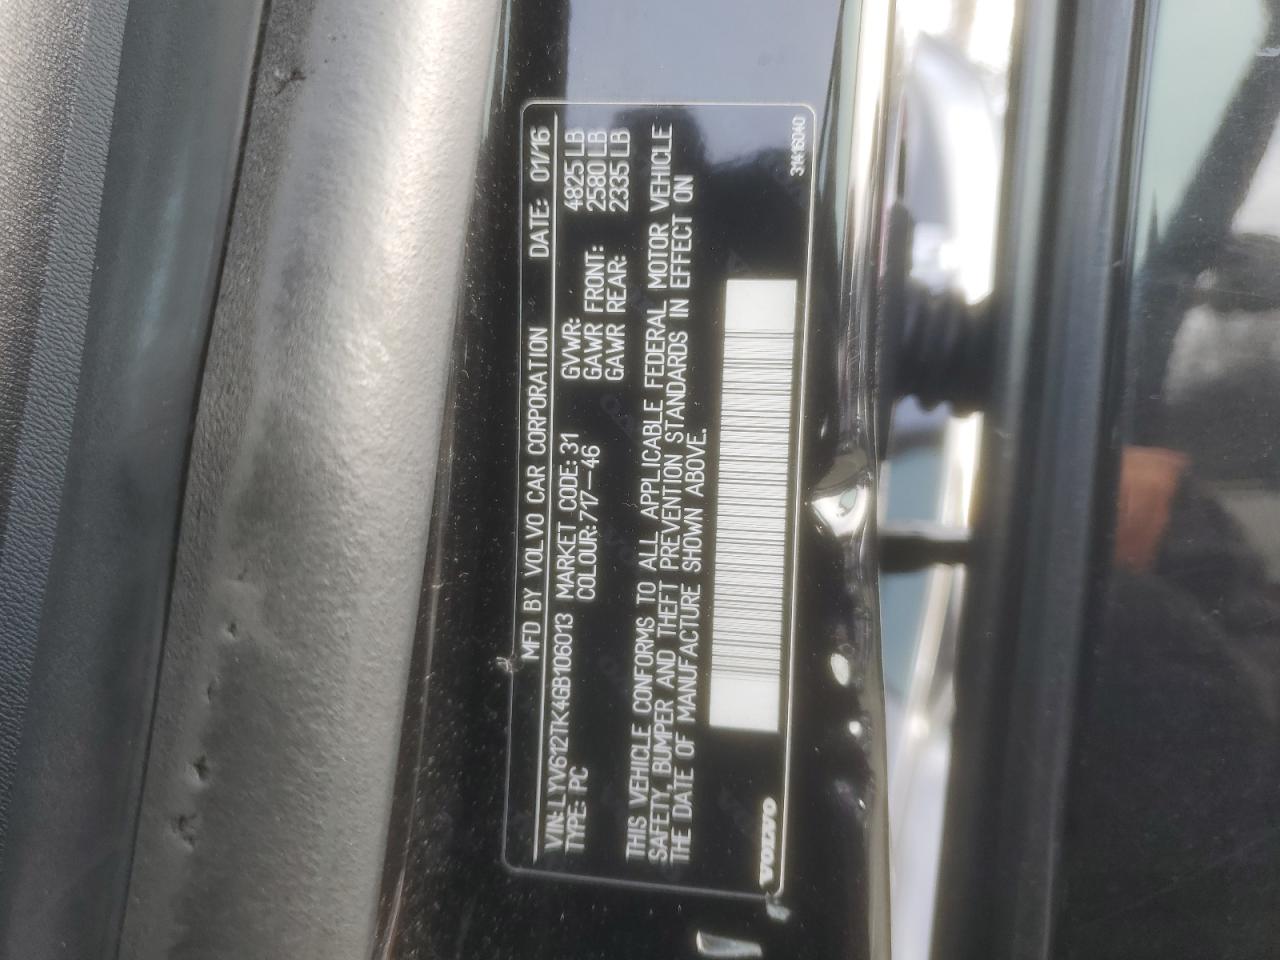 MFD BY VOLVO CAR CORPORATION DATE: 01/16
VIN: LYV612TK4GB106013 MARKET CODE: 31 GVWR: 4825 LB
TYPE: PC COLOUR: 717-46 GAWR FRONT: 2580 LB
GAWR REAR: 2335 LB
THIS VEHICLE CONFORMS TO ALL APPLICABLE FEDERAL MOTOR VEHICLE
SAFETY, BUMPER AND THEFT PREVENTION STANDARDS IN EFFECT ON
THE DATE OF MANUFACTURE SHOWN ABOVE.
VOLVO 31416040